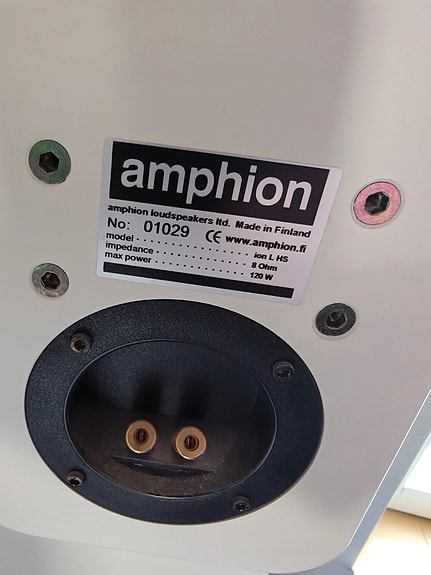 amphion
amphion loudspeakers ltd. Made in Finland
No: 01029 CE www.amphion.fi
model . . . . . . . . . . . . . . . . . . ion L HS
impedance . . . . . . . . . . . . . . . 8 Ohm
max power . . . . . . . . . . . . . . . 120 W